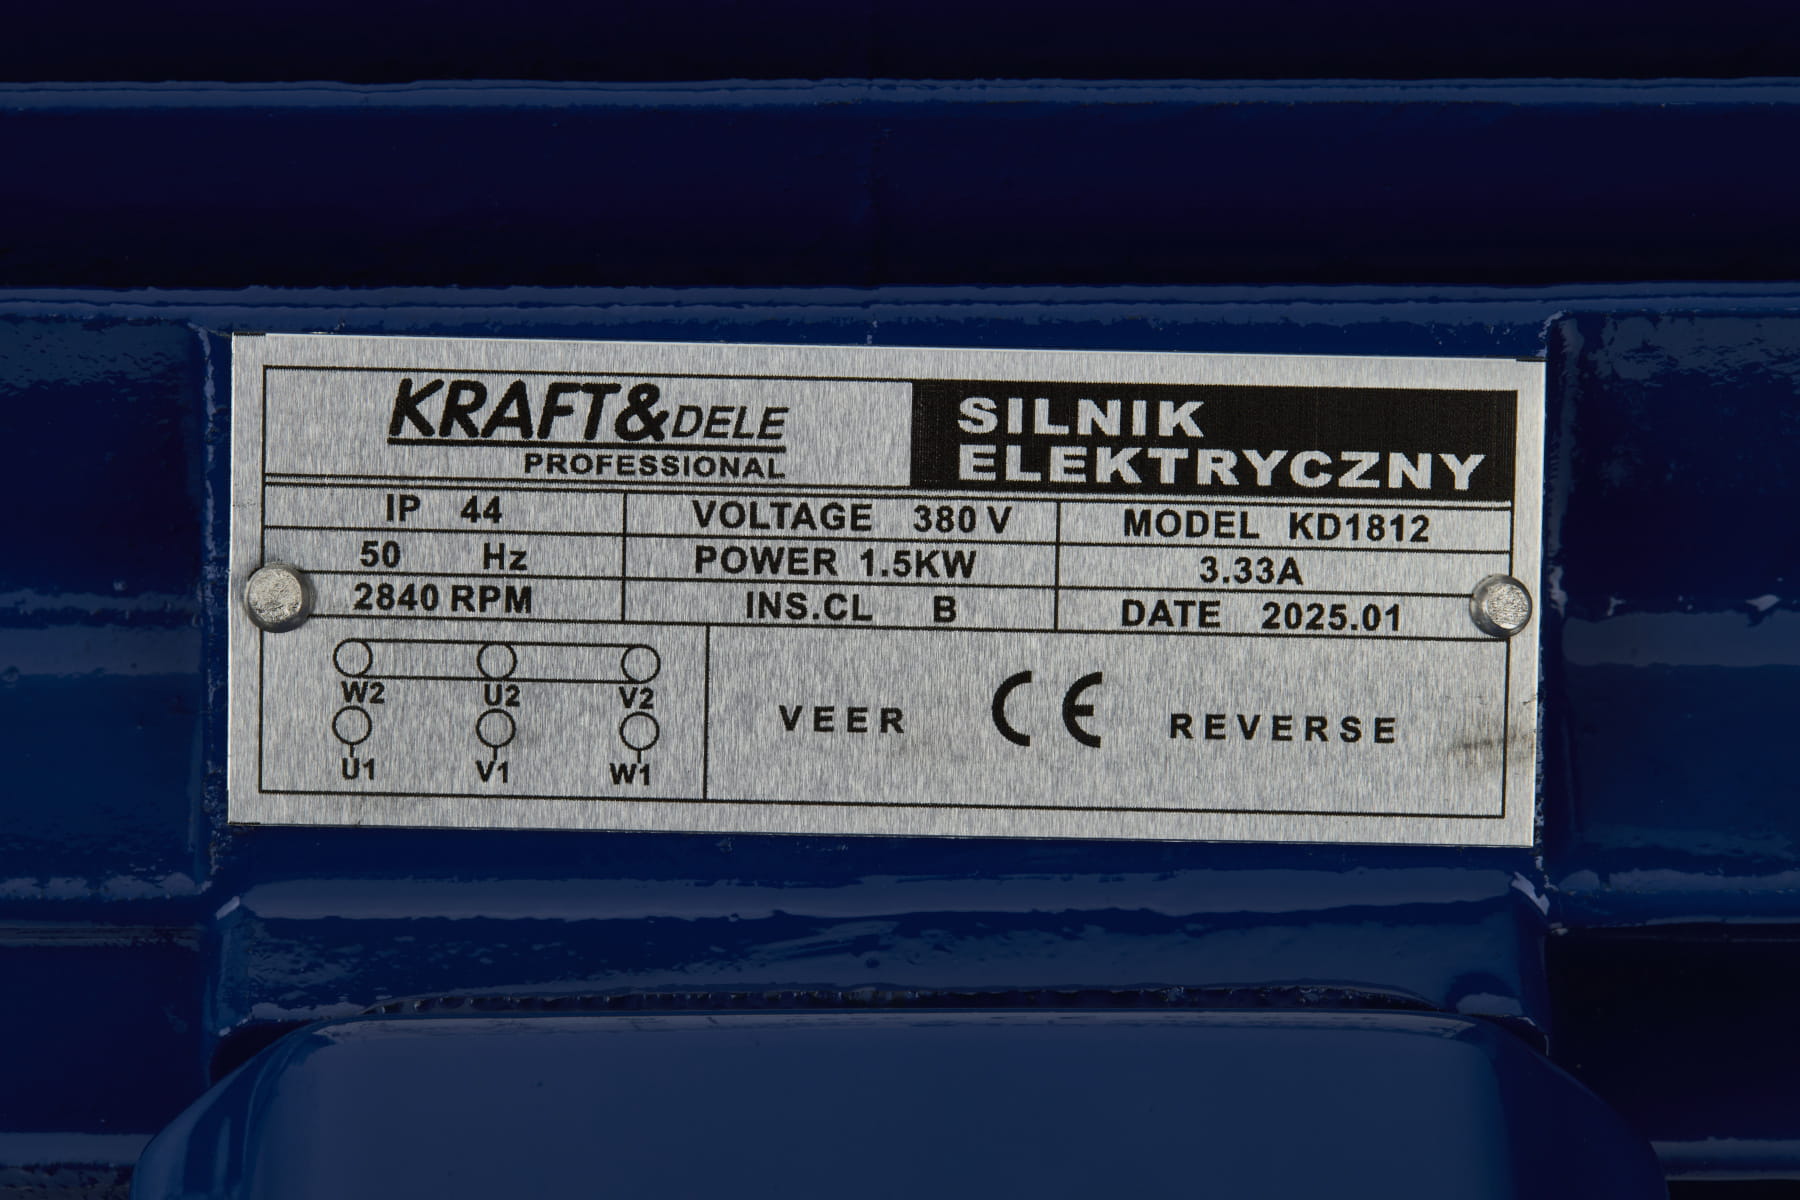 KRAFT&DELE
PROFESSIONAL
SILNIK
ELEKTRYCZNY
IP 44 VOLTAGE 380 V MODEL KD1812
50 Hz POWER 1.5KW 3.33A
2840 RPM INS.CL B DATE 2025.01
W2 U2 V2
U1 V1 W1
VEER CE REVERSE